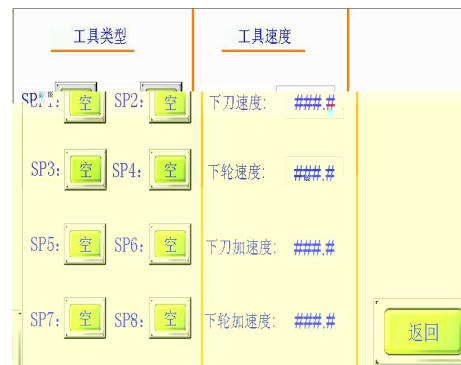 工具类型 工具速度
SP1: 空 SP2: 空 下刀速度: ###.#
SP3: 空 SP4: 空 下轮速度: ###.#
SP5: 空 SP6: 空 下刀加速度: ###.#
SP7: 空 SP8: 空 下轮加速度: ###.#
返回